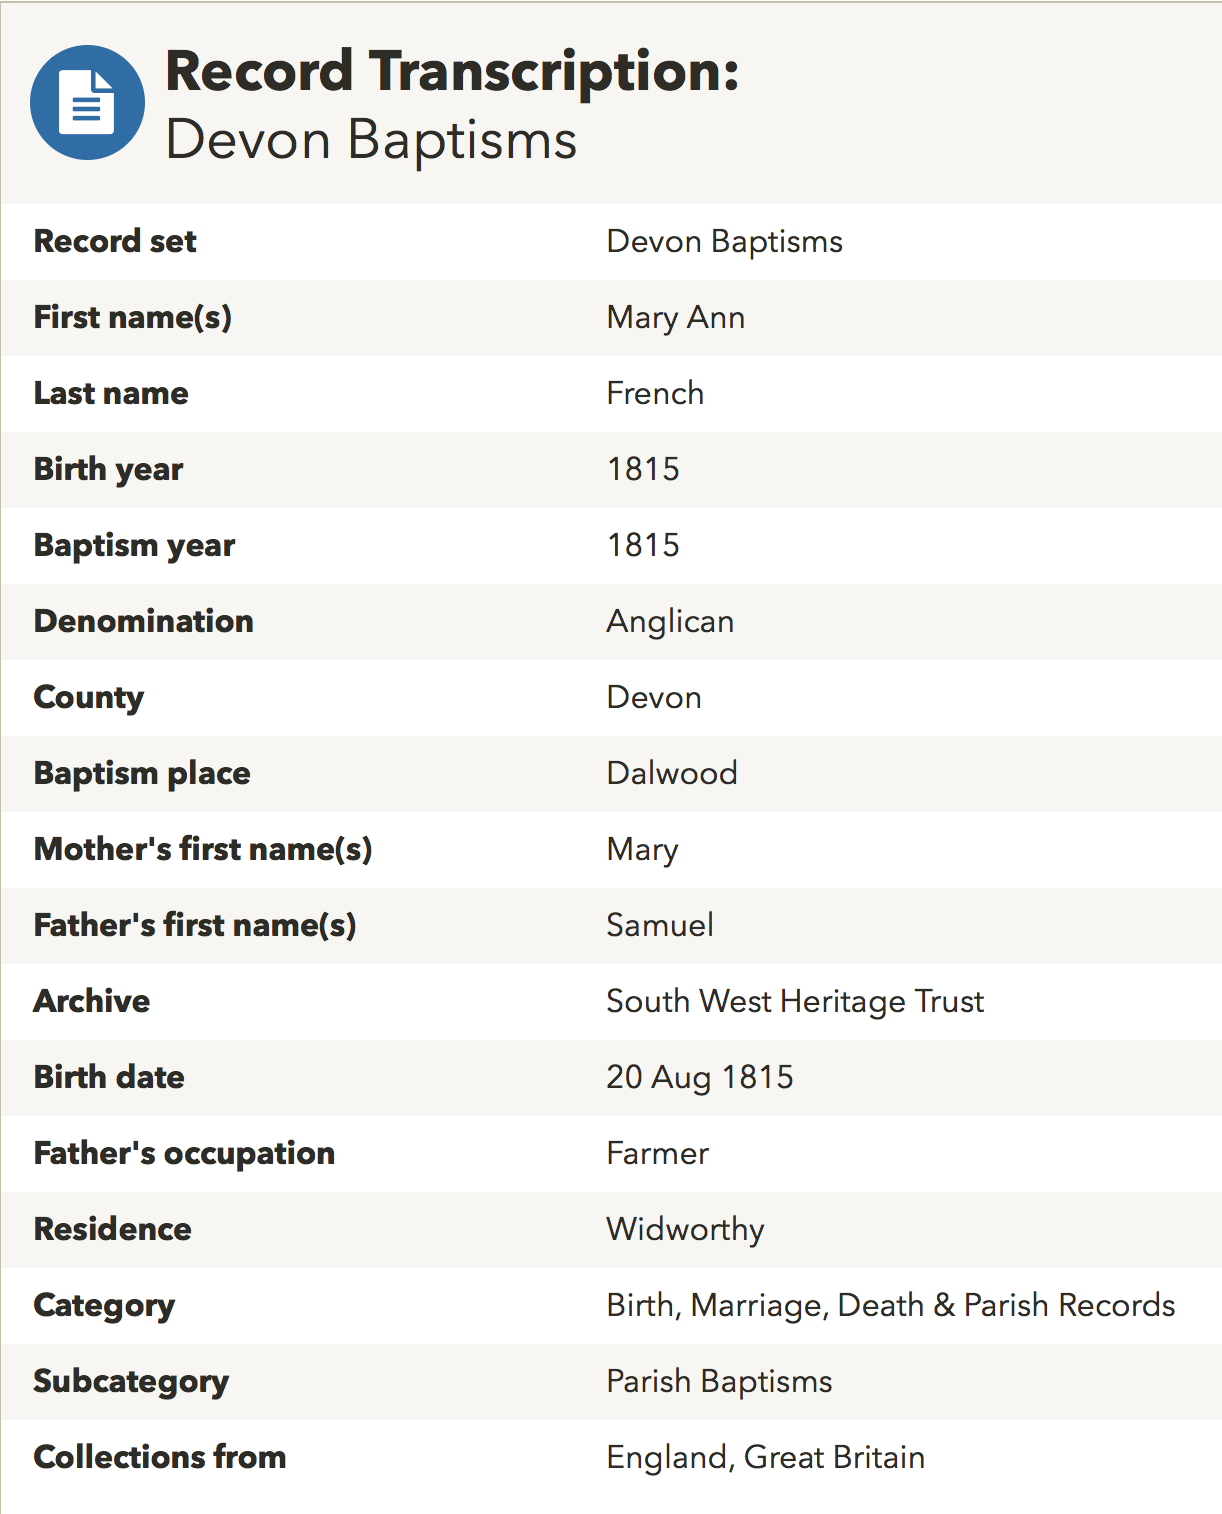 Record Transcription:
Devon Baptisms
Record set Devon Baptisms
First name(s) Mary Ann
Last name French
Birth year 1815
Baptism year 1815
Denomination Anglican
County Devon
Baptism place Dalwood
Mother's first name(s) Mary
Father's first name(s) Samuel
Archive South West Heritage Trust
Birth date 20 Aug 1815
Father's occupation Farmer
Residence Widworthy
Category Birth, Marriage, Death & Parish Records
Subcategory Parish Baptisms
Collections from England, Great Britain